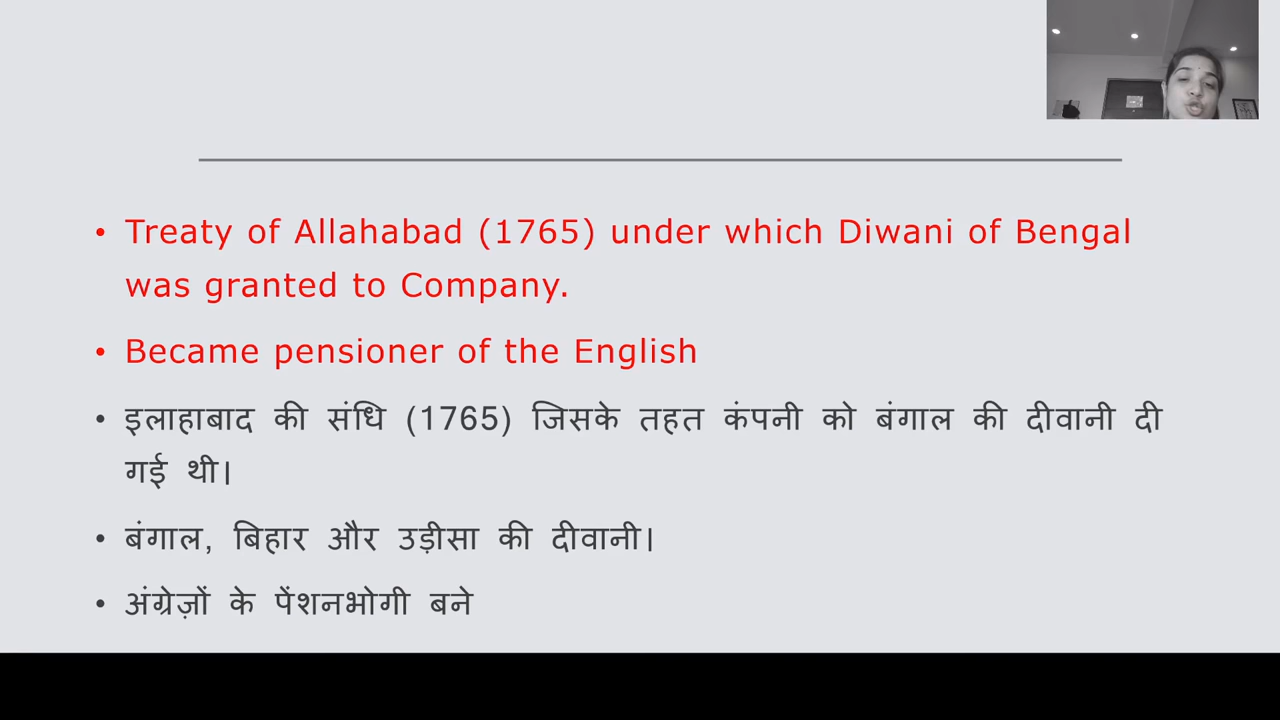 • Treaty of Allahabad (1765) under which Diwani of Bengal
was granted to Company.
• Became pensioner of the English
• इलाहाबाद की संधि (1765) जिसके तहत कंपनी को बंगाल की दीवानी दी
गई थी।
• बंगाल, बिहार और उड़ीसा की दीवानी।
• अंग्रेज़ों के पेंशनभोगी बने